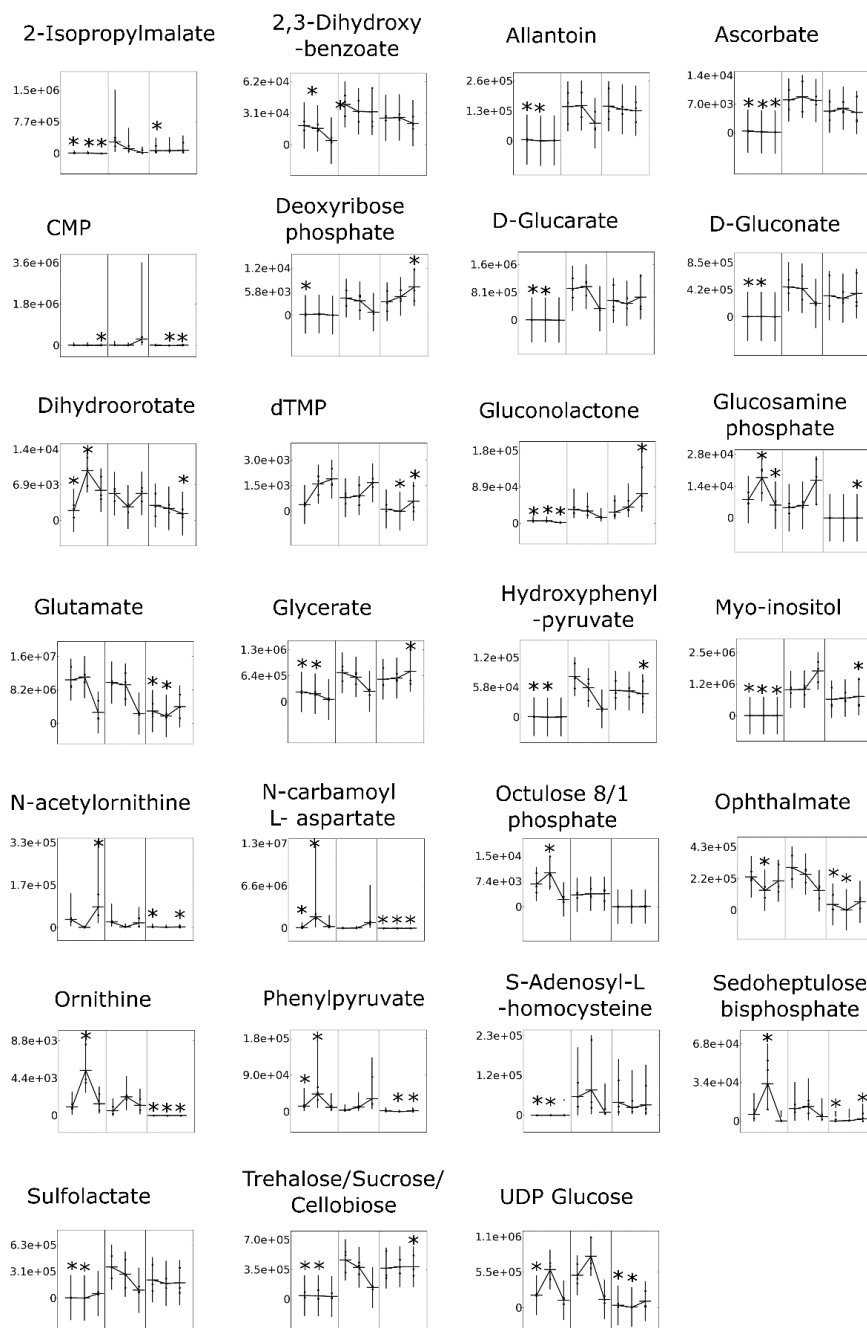 2-Isopropylmalate
1.5e+06
7.7e+05
0
* **
*
2,3-Dihydroxy
-benzoate
6.2e+04
3.1e+04
0
*
*
Allantoin
2.6e+05
1.3e+05
0
**
Ascorbate
1.4e+04
7.0e+03
0
***
CMP
3.6e+06
1.8e+06
0
*
**
Deoxyribose
phosphate
1.2e+04
5.8e+03
0
*
*
D-Glucarate
1.6e+06
8.1e+05
0
**
D-Gluconate
8.5e+05
4.2e+05
0
**
Dihydroorotate
1.4e+04
6.9e+03
0
*
*
*
dTMP
3.0e+03
1.5e+03
0
*
*
Gluconolactone
1.8e+05
8.9e+04
0
***
*
Glucosamine
phosphate
2.8e+04
1.4e+04
0
*
*
*
Glutamate
1.6e+07
8.2e+06
0
*
*
Glycerate
1.3e+06
6.4e+05
0
**
*
Hydroxyphenyl
-pyruvate
1.2e+05
5.8e+04
0
**
*
Myo-inositol
2.5e+06
1.2e+06
0
***
*
N-acetylornithine
3.3e+05
1.7e+05
0
*
*
*
N-carbamoyl
L- aspartate
1.3e+07
6.6e+06
0
*
*
***
Octulose 8/1
phosphate
1.5e+04
7.4e+03
0
*
Ophthalmate
4.3e+05
2.2e+05
0
*
**
Ornithine
8.8e+03
4.4e+03
0
*
***
Phenylpyruvate
1.8e+05
9.0e+04
0
*
*
**
S-Adenosyl-L
-homocysteine
2.3e+05
1.2e+05
0
**
Sedoheptulose
bisphosphate
6.8e+04
3.4e+04
0
*
*
*
Sulfolactate
6.3e+05
3.1e+05
0
**
Trehalose/Sucrose/
Cellobiose
7.0e+05
3.5e+05
0
**
*
UDP Glucose
1.1e+06
5.5e+05
0
*
**